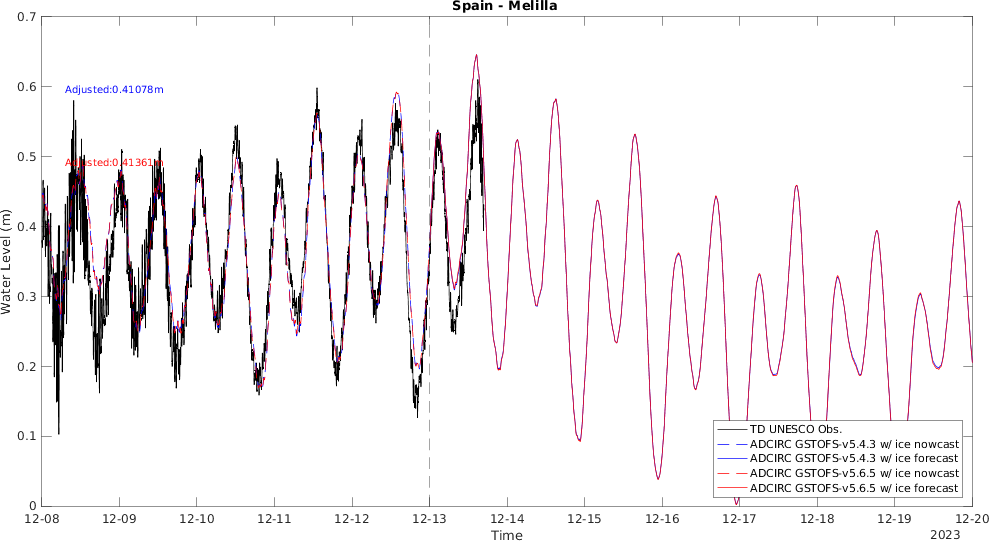 Spain - Melilla
0.7
0.6
0.5
0.4
0.3
0.2
0.1
0
Water Level (m)
Adjusted:0.41078m
Adjusted:0.41361m
TD UNESCO Obs.
ADCIRC GSTOFS-v5.4.3 w/ ice nowcast
ADCIRC GSTOFS-v5.4.3 w/ ice forecast
ADCIRC GSTOFS-v5.6.5 w/ ice nowcast
ADCIRC GSTOFS-v5.6.5 w/ ice forecast
12-08 12-09 12-10 12-11 12-12 12-13 12-14 12-15 12-16 12-17 12-18 12-19 12-20
Time
2023